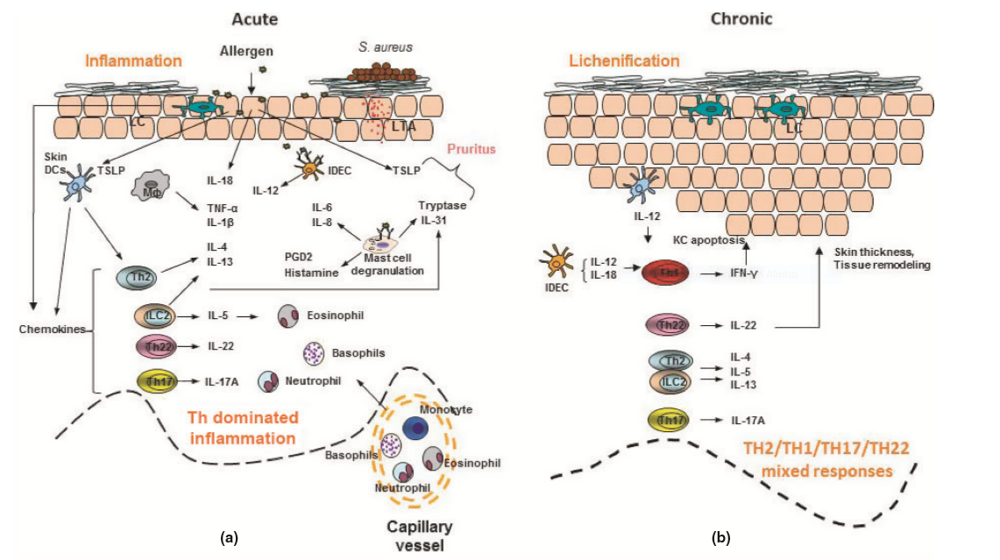 Acute
Inflammation
Allergen
S. aureus
LC
LTA
Pruritus
Skin
DCs
TSLP
Mφ
IL-18
IL-12
IDEC
TSLP
TNF-α
IL-1β
IL-6
IL-8
Tryptase
IL-31
IL-4
IL-13
PGD2
Histamine
Mast cell
degranulation
Th2
ILC2
IL-5
Eosinophil
Chemokines
Th22
IL-22
Basophils
Th17
IL-17A
Neutrophil
Th dominated
inflammation
Monocyte
Basophils
Eosinophil
Neutrophil
Capillary
vessel
(a)
Chronic
Lichenification
LC
IL-12
KC apoptosis
Skin thickness,
Tissue remodeling
IDEC
IL-12
IL-18
Th1
IFN-γ
Th22
IL-22
Th2
ILC2
IL-4
IL-5
IL-13
Th17
IL-17A
TH2/TH1/TH17/TH22
mixed responses
(b)